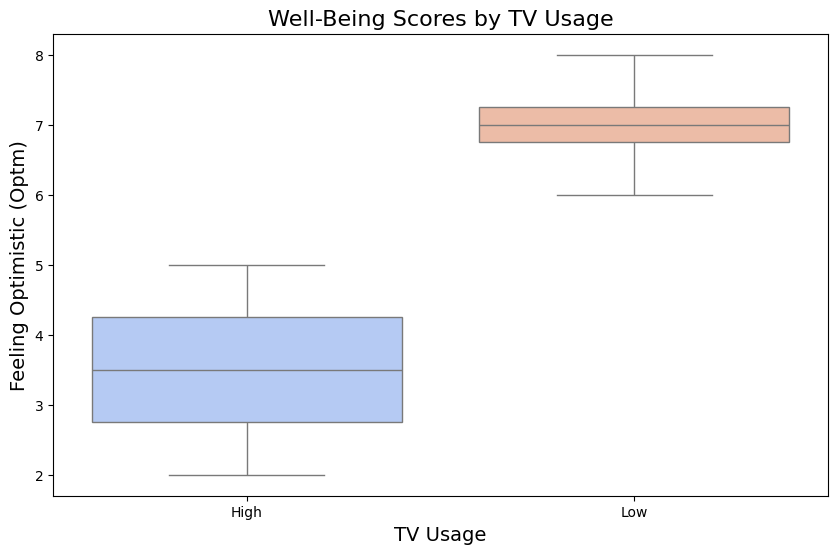 Well-Being Scores by TV Usage
Feeling Optimistic (Optm)
8
7
6
5
4
3
2
High Low
TV Usage